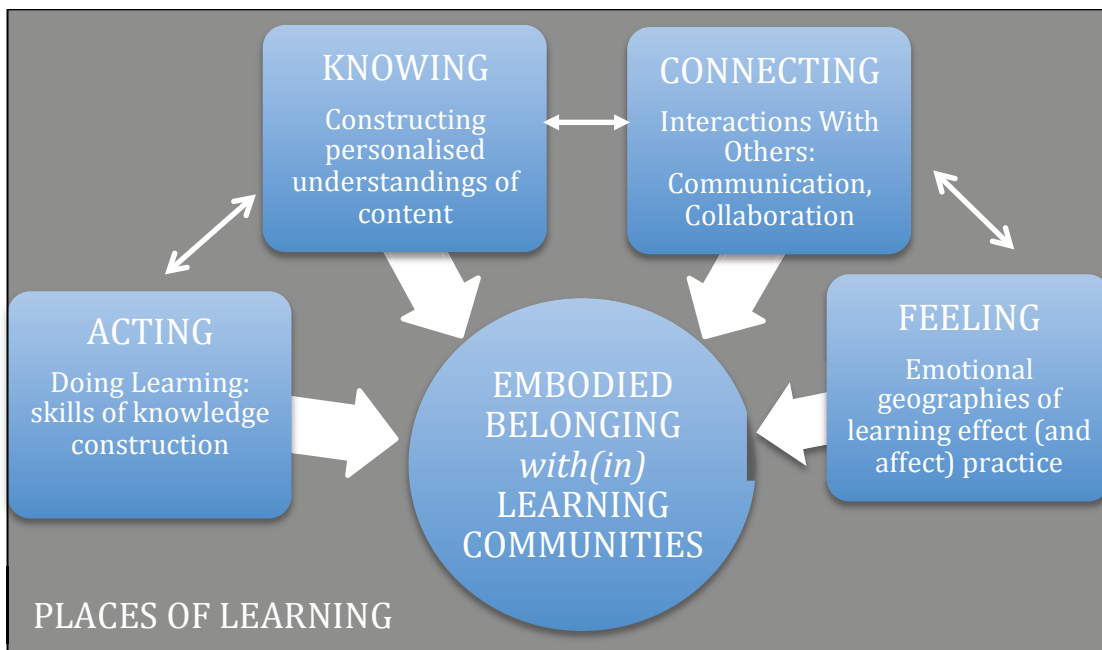 KNOWING
Constructing
personalised
understandings of
content
CONNECTING
Interactions With
Others:
Communication,
Collaboration
ACTING
Doing Learning:
skills of knowledge
construction
FEELING
Emotional
geographies of
learning effect (and
affect) practice
EMBODIED
BELONGING
with(in)
LEARNING
COMMUNITIES
PLACES OF LEARNING